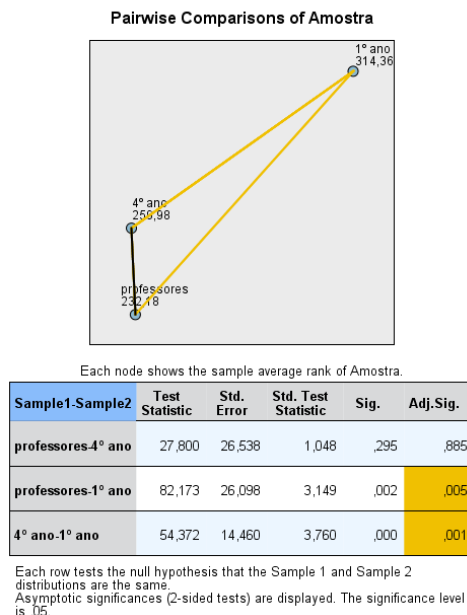 Pairwise Comparisons of Amostra
1º ano
314,36
4º ano
259,98
professores
232,18
Each node shows the sample average rank of Amostra.
Sample1-Sample2 Test Statistic Std. Error Std. Test Statistic Sig. Adj.Sig.
professores-4º ano 27,800 26,538 1,048 ,295 ,885
professores-1º ano 82,173 26,098 3,149 ,002 ,005
4º ano-1º ano 54,372 14,460 3,760 ,000 ,001
Each row tests the null hypothesis that the Sample 1 and Sample 2
distributions are the same.
Asymptotic significances (2-sided tests) are displayed. The significance level
is ,05.